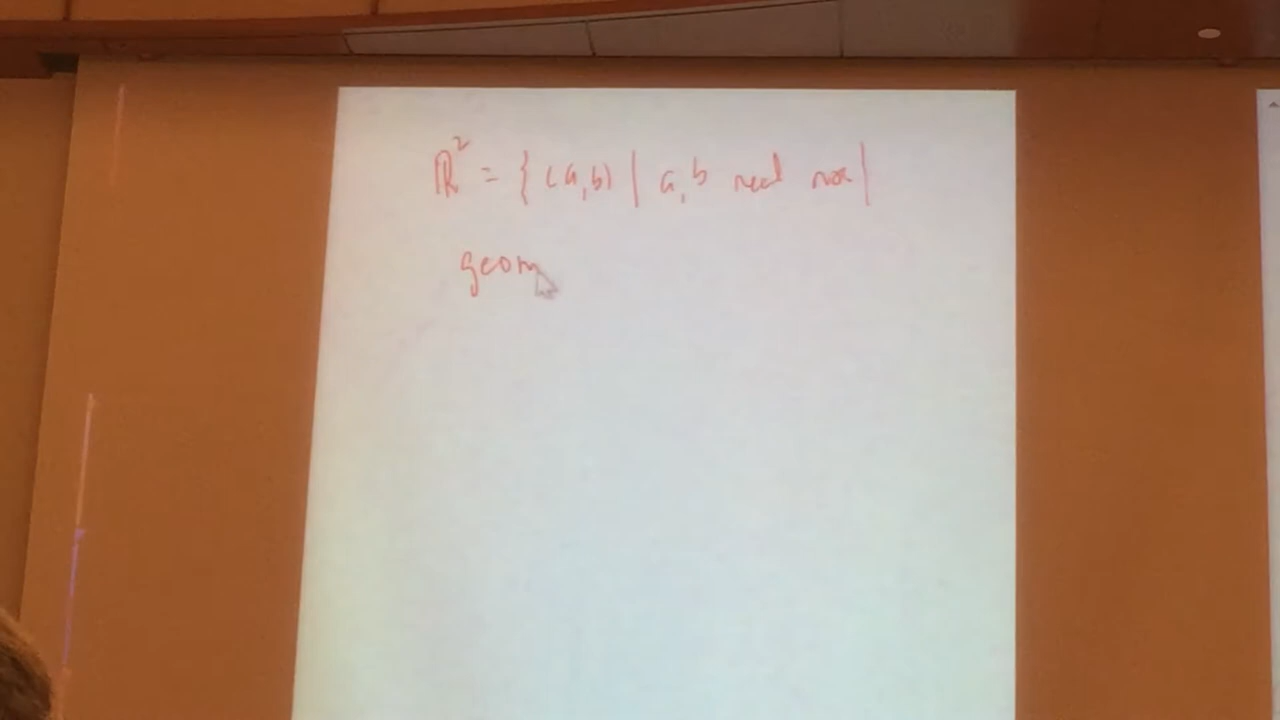 ℝ² = { (a,b) | a, b real nos |
geom